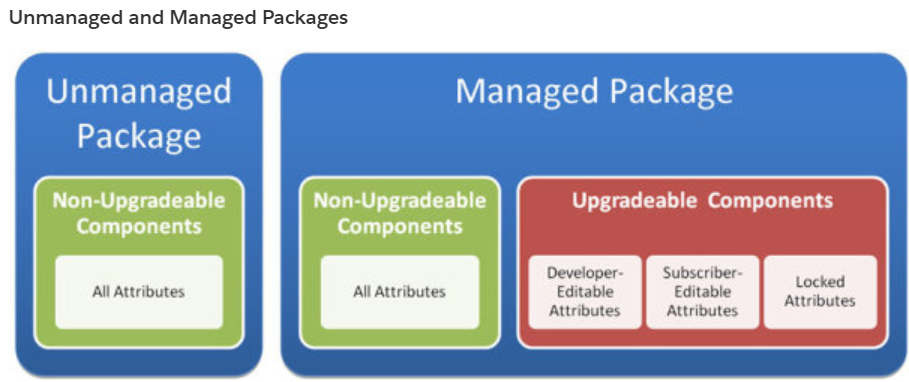 Unmanaged and Managed Packages
Unmanaged
Package
Managed Package
Non-Upgradeable
Components
All Attributes
Non-Upgradeable
Components
All Attributes
Upgradeable Components
Developer-
Editable
Attributes
Subscriber-
Editable
Attributes
Locked
Attributes